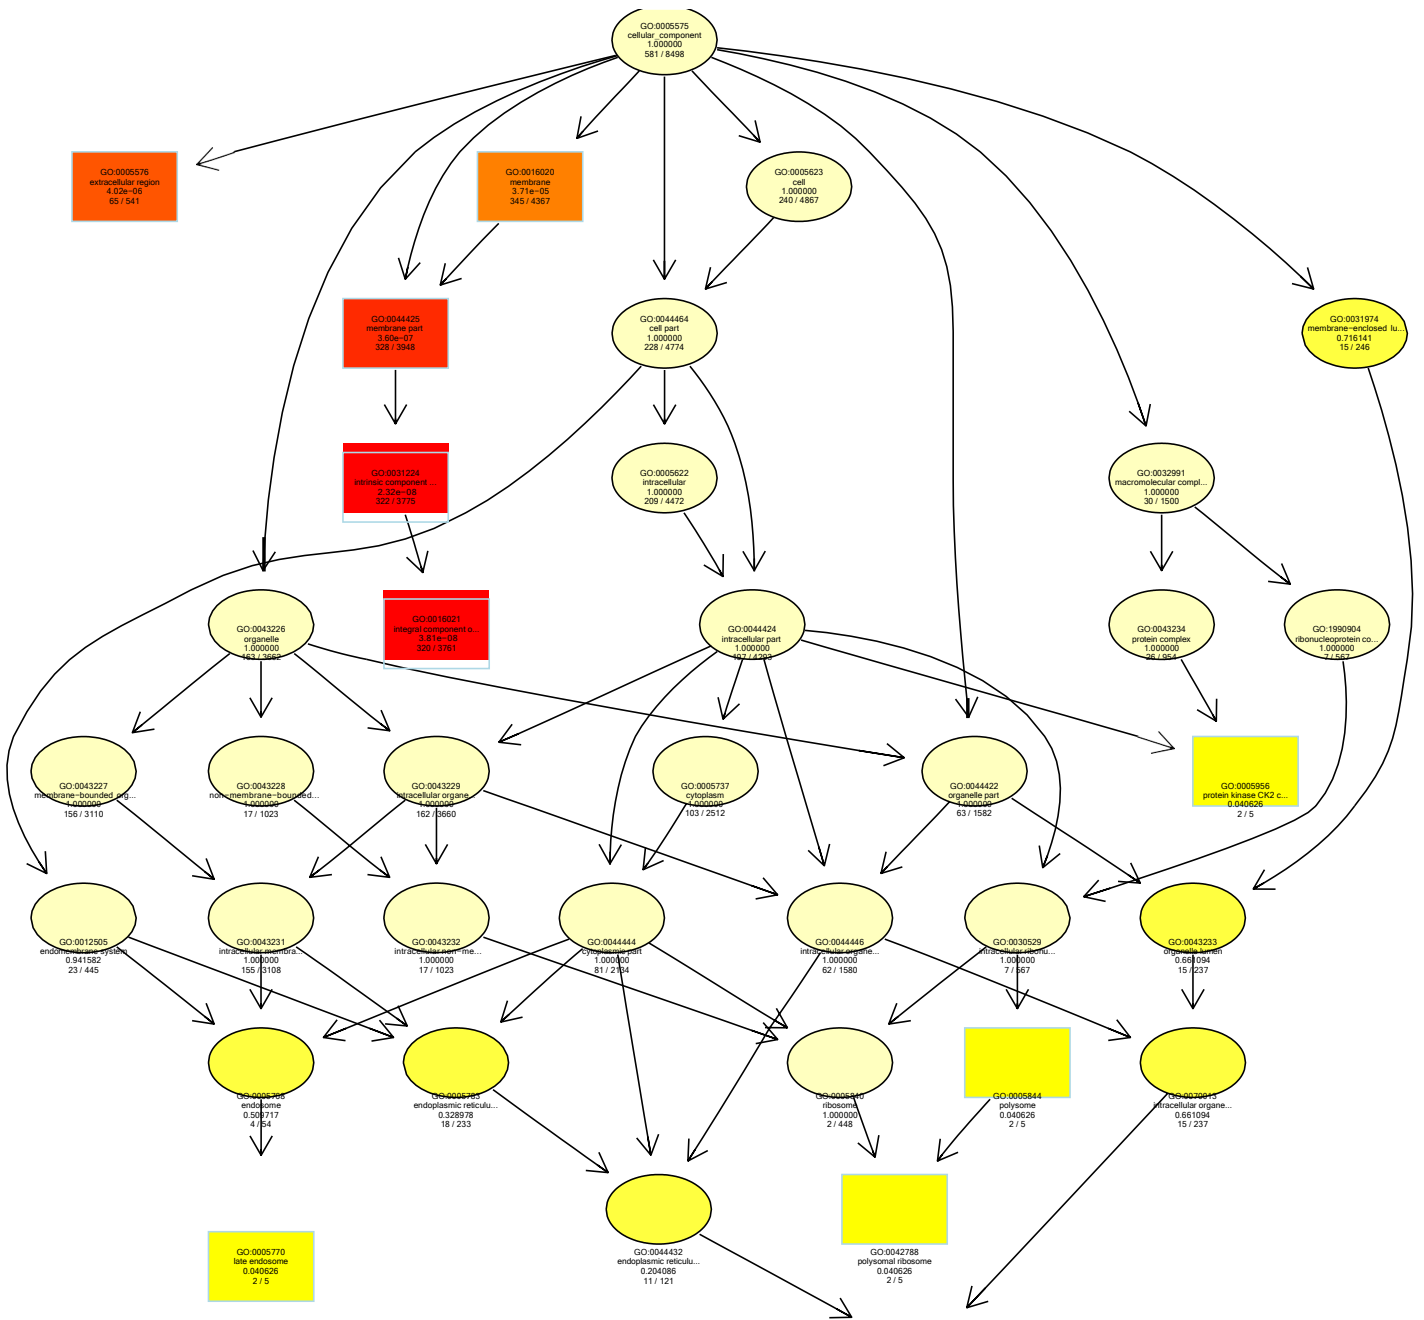 GO:0005575
cellular_component
1.000000
581 / 8498
GO:0005576
extracellular region
4.02e−06
65 / 541
GO:0016020
membrane
3.71e−05
345 / 4367
GO:0005623
cell
1.000000
240 / 4867
GO:0044425
membrane part
3.60e−07
328 / 3948
GO:0044464
cell part
1.000000
228 / 4774
GO:0031974
membrane−enclosed lu...
0.716141
15 / 246
GO:0031224
intrinsic component ...
2.32e−08
322 / 3775
GO:0005622
intracellular
1.000000
209 / 4472
GO:0032991
macromolecular compl...
1.000000
30 / 1500
GO:0043226
organelle
1.000000
163 / 3662
GO:0016021
integral component o...
3.81e−08
320 / 3761
GO:0044424
intracellular part
1.000000
197 / 4293
GO:0043234
protein complex
1.000000
26 / 954
GO:1990904
ribonucleoprotein co...
1.000000
7 / 567
GO:0043227
membrane−bounded org...
1.000000
156 / 3110
GO:0043228
non−membrane−bounded...
1.000000
17 / 1023
GO:0043229
intracellular organe...
1.000000
162 / 3660
GO:0005737
cytoplasm
1.000000
103 / 2512
GO:0044422
organelle part
1.000000
63 / 1582
GO:0005956
protein kinase CK2 c...
0.040626
2 / 5
GO:0012505
endomembrane system
0.941582
23 / 445
GO:0043231
intracellular membra...
1.000000
155 / 3108
GO:0043232
intracellular non−me...
1.000000
17 / 1023
GO:0044444
cytoplasmic part
1.000000
81 / 2134
GO:0044446
intracellular organe...
1.000000
62 / 1580
GO:0030529
intracellular ribonu...
1.000000
7 / 567
GO:0043233
organelle lumen
0.661094
15 / 237
GO:0005768
endosome
0.509717
4 / 54
GO:0005783
endoplasmic reticulu...
0.328978
18 / 233
GO:0005840
ribosome
1.000000
2 / 448
GO:0005844
polysome
0.040626
2 / 5
GO:0070013
intracellular organe...
0.661094
15 / 237
GO:0005770
late endosome
0.040626
2 / 5
GO:0044432
endoplasmic reticulu...
0.204086
11 / 121
GO:0042788
polysomal ribosome
0.040626
2 / 5